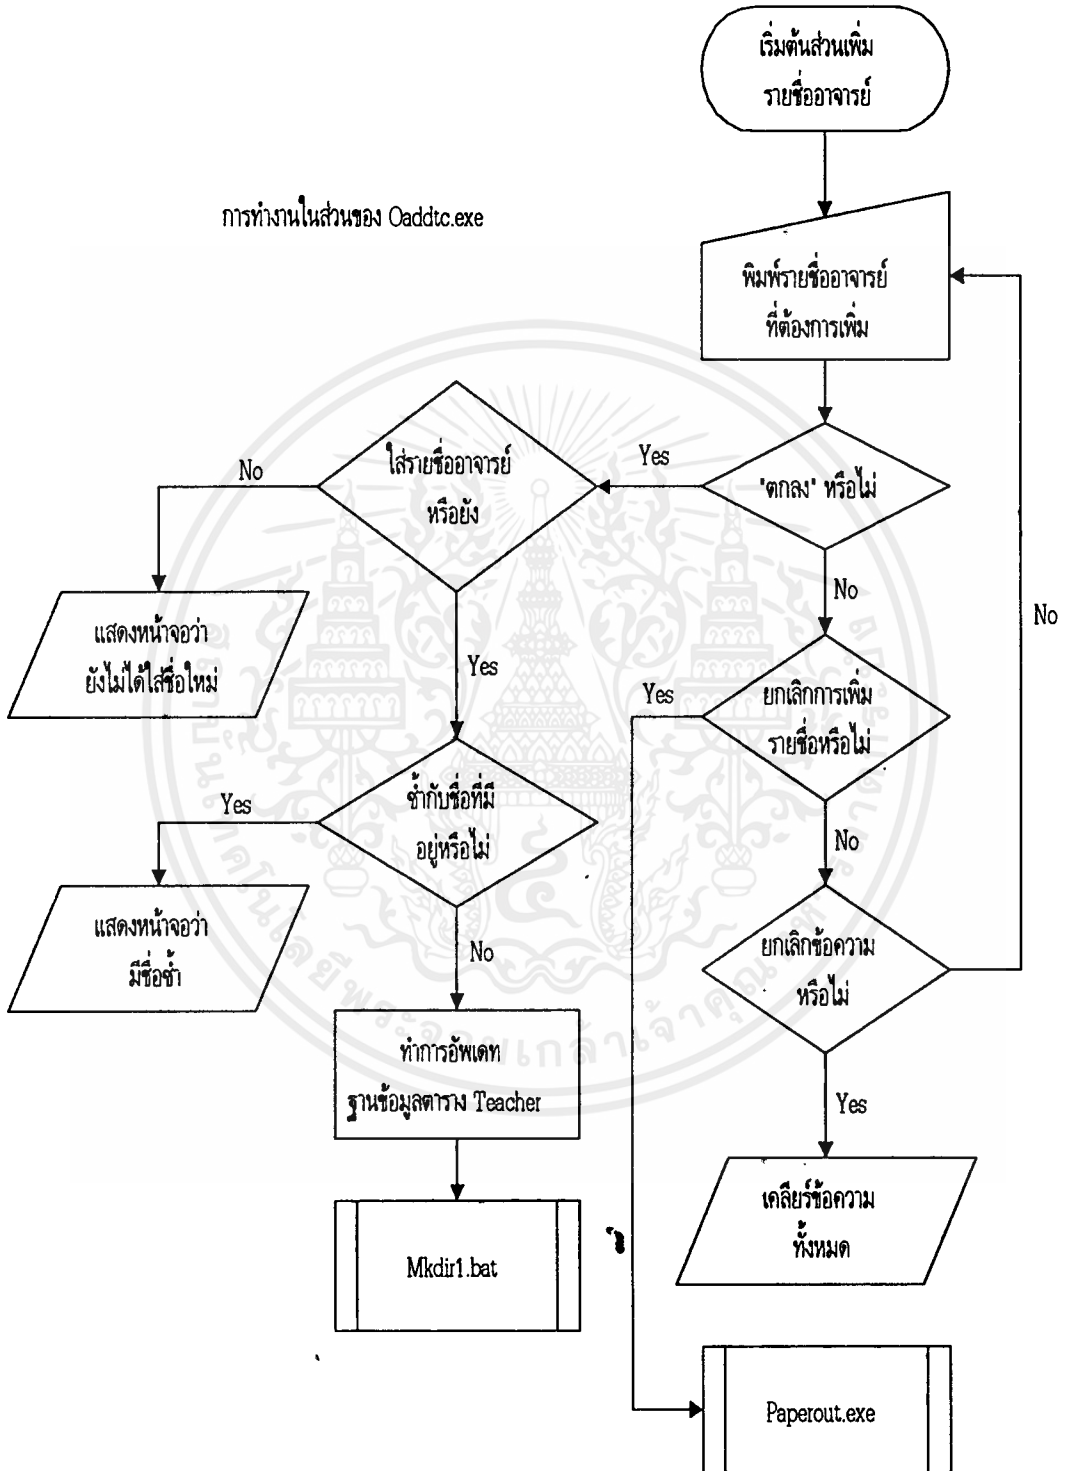 เริ่มต้นส่วนเพิ่ม
รายชื่ออาจารย์
การทำงานในส่วนของ Oaddtc.exe
พิมพ์รายชื่ออาจารย์
ที่ต้องการเพิ่ม
"ตกลง" หรือไม่
Yes
ใส่รายชื่ออาจารย์
หรือยัง
No
แสดงหน้าจอว่า
ยังไม่ได้ใส่ชื่อใหม่
Yes
No
No
ยกเลิกการเพิ่ม
รายชื่อหรือไม่
Yes
ซ้ำกับชื่อที่มี
อยู่หรือไม่
Yes
แสดงหน้าจอว่า
มีชื่อซ้ำ
No
No
ยกเลิกข้อความ
หรือไม่
ทำการอัพเดท
ฐานข้อมูลตาราง Teacher
Yes
เคลียร์ข้อความ
ทั้งหมด
Mkdir1.bat
Paperout.exe